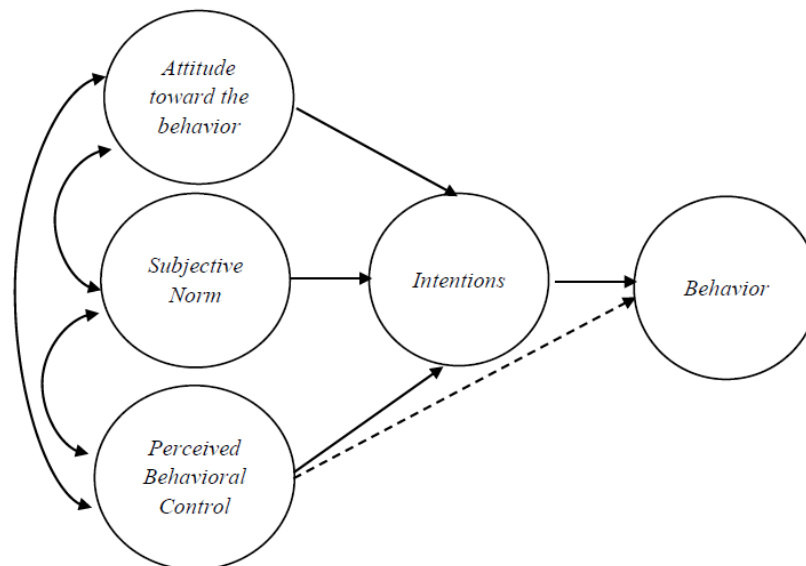 Attitude
toward the
behavior
Subjective
Norm
Intentions
Behavior
Perceived
Behavioral
Control